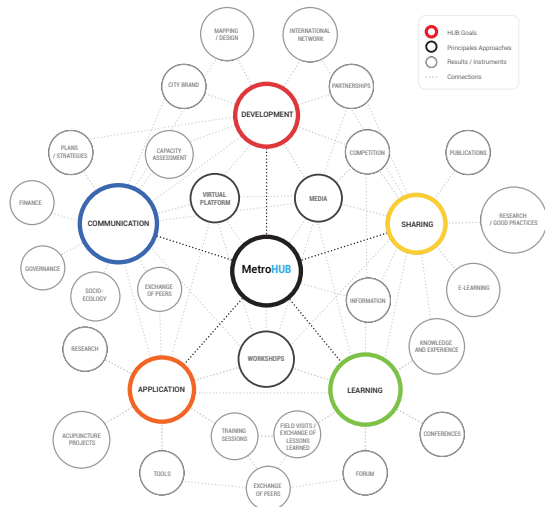 MAPPING
/ DESIGN
INTERNATIONAL
NETWORK
HUB Goals
Principales Approaches
Results / Instruments
Connections
CITY BRAND
PARTNERSHIPS
DEVELOPMENT
PLANS
/ STRATEGIES
CAPACITY
ASSESSMENT
COMPETITION
PUBLICATIONS
FINANCE
VIRTUAL
PLATFORM
MEDIA
COMMUNICATION
SHARING
RESEARCH
/ GOOD PRACTICES
GOVERNANCE
MetroHUB
SOCIO-
ECOLOGY
EXCHANGE
OF PEERS
INFORMATION
E-LEARNING
RESEARCH
WORKSHOPS
KNOWLEDGE
AND EXPERIENCE
APPLICATION
LEARNING
ACUPUNCTURE
PROJECTS
TRAINING
SESSIONS
FIELD VISITS /
EXCHANGE OF
LESSONS
LEARNED
CONFERENCES
TOOLS
EXCHANGE
OF PEERS
FORUM